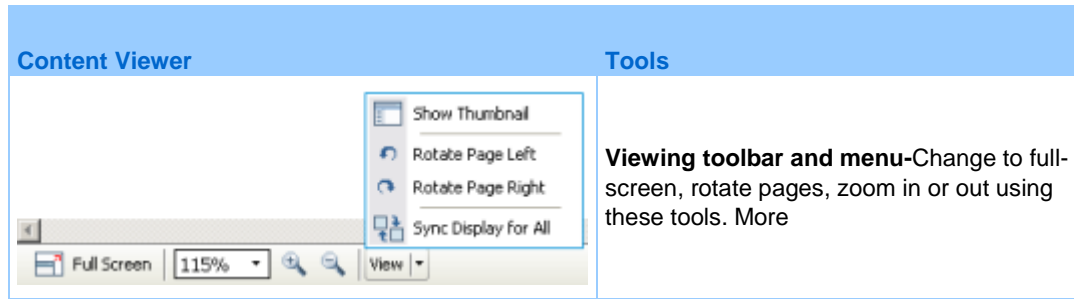 Content Viewer
Tools
Show Thumbnail
Rotate Page Left
Rotate Page Right
Sync Display for All
Full Screen
115%
View
Viewing toolbar and menu-Change to full-
screen, rotate pages, zoom in or out using
these tools. More